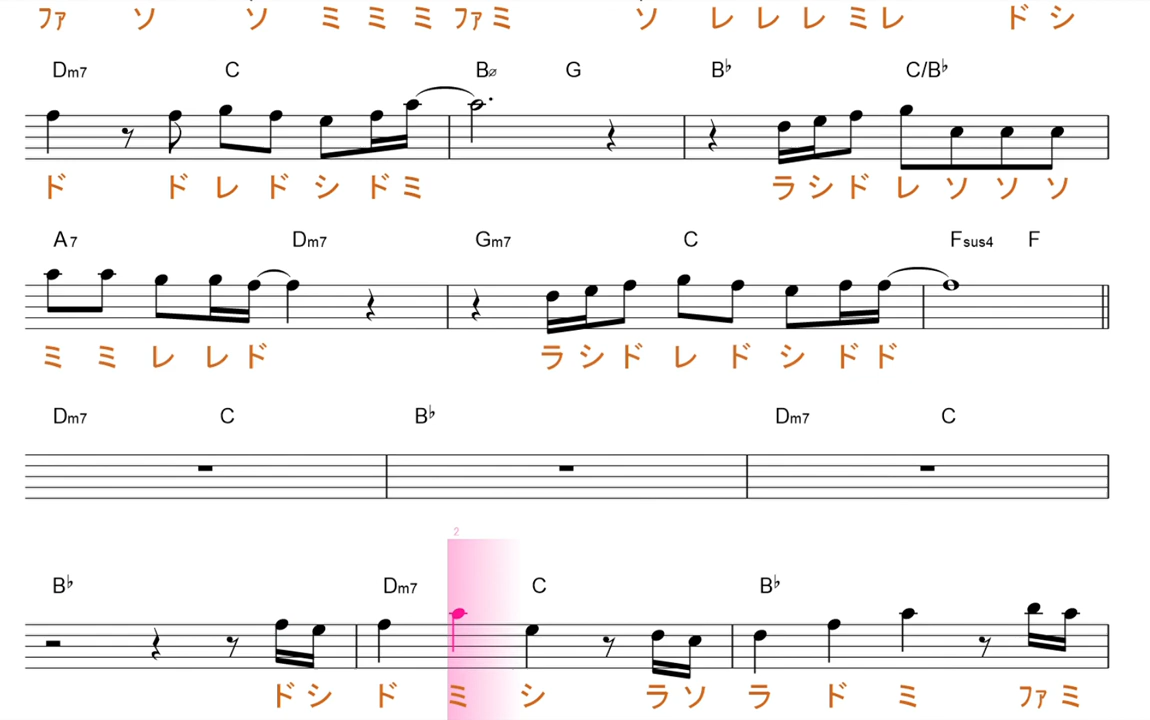 ファ ソ ソ ミ ミ ミ ファ ミ ソ レ レ レ ミ レ ド シ
Dm7 C Bø G B♭ C/B♭
ド ド レ ド シ ド ミ ラ シ ド レ ソ ソ ソ
A7 Dm7 Gm7 C Fsus4 F
ミ ミ レ レ ド ラ シ ド レ ド シ ド ド
Dm7 C B♭ Dm7 C
2
B♭ Dm7 C B♭
ド シ ド ミ シ ラ ソ ラ ド ミ ファ ミ